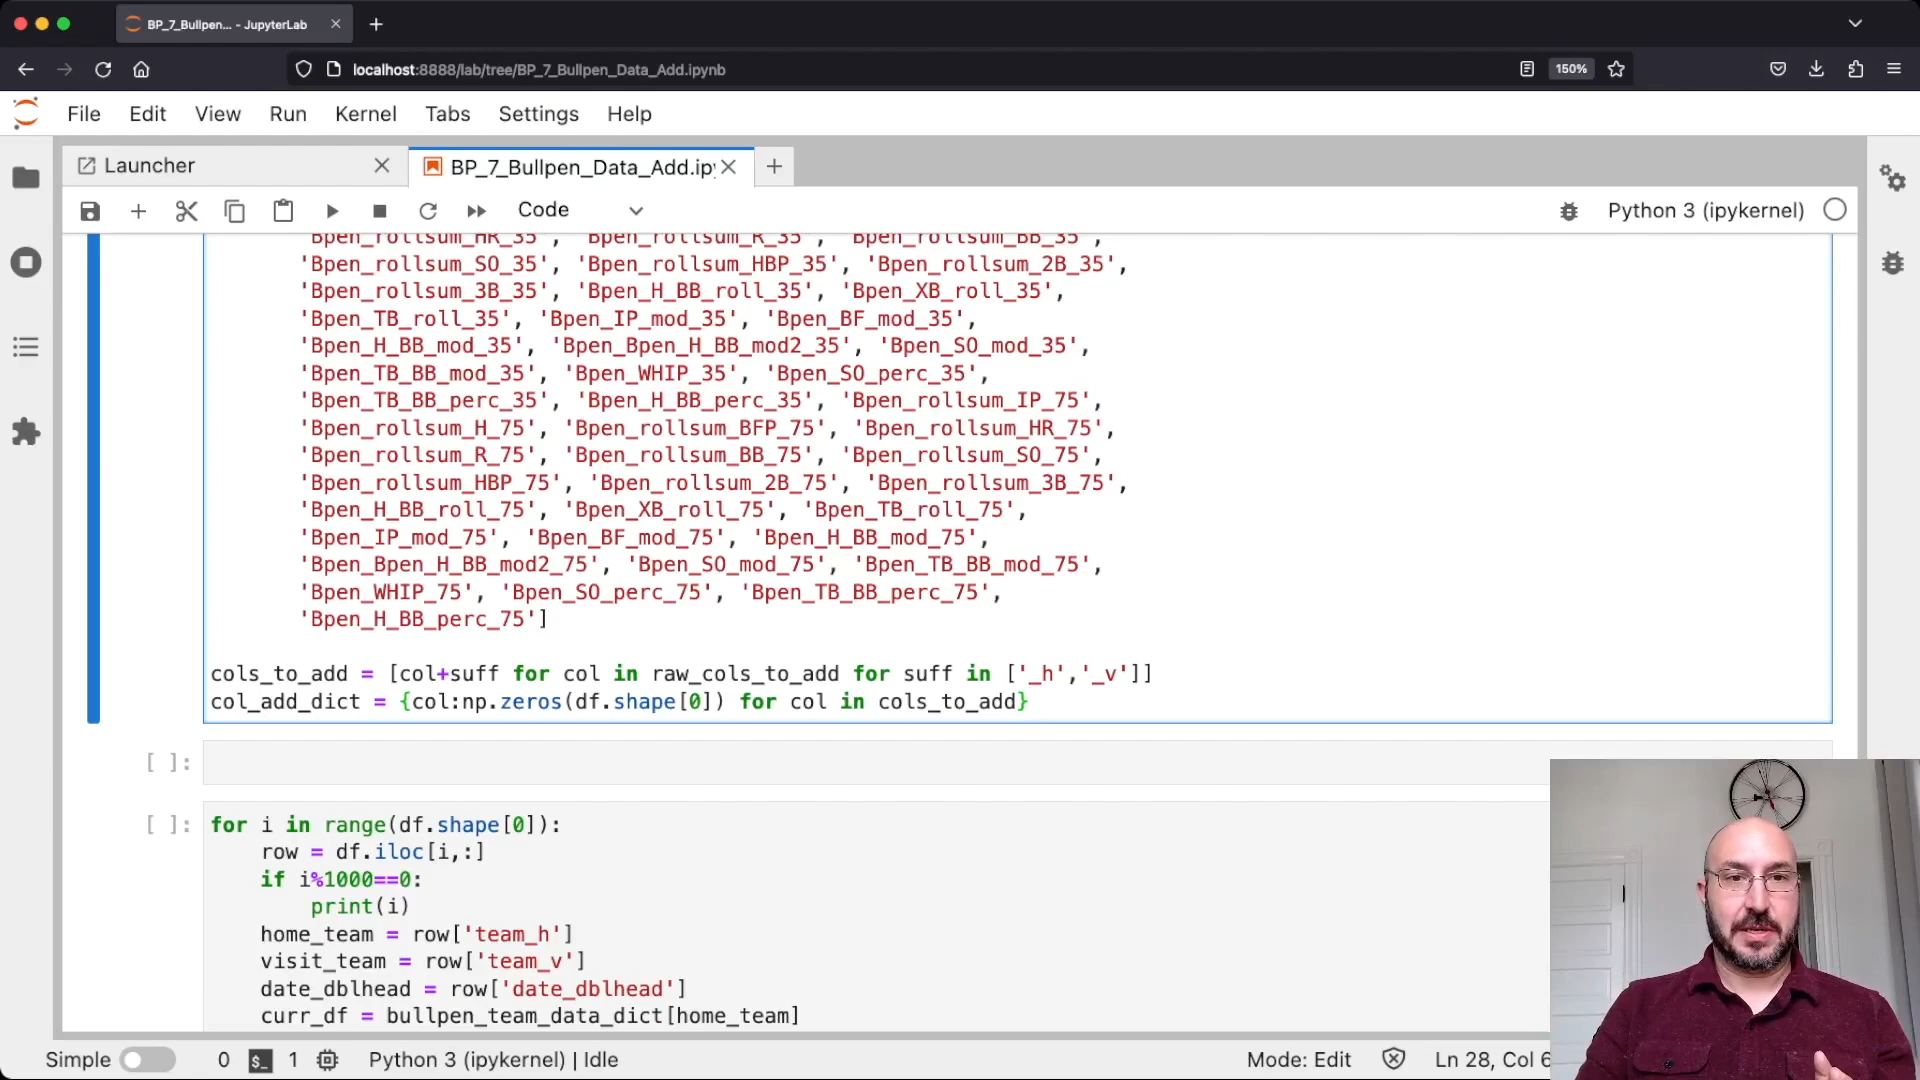 BP_7_Bullpen... - JupyterLab
localhost:8888/lab/tree/BP_7_Bullpen_Data_Add.ipynb
150%
File Edit View Run Kernel Tabs Settings Help
Launcher
BP_7_Bullpen_Data_Add.ip
Code
Python 3 (ipykernel)
'Bpen_rollsum_HR_35', 'Bpen_rollsum_R_35', 'Bpen_rollsum_BB_35',
'Bpen_rollsum_SO_35', 'Bpen_rollsum_HBP_35', 'Bpen_rollsum_2B_35',
'Bpen_rollsum_3B_35', 'Bpen_H_BB_roll_35', 'Bpen_XB_roll_35',
'Bpen_TB_roll_35', 'Bpen_IP_mod_35', 'Bpen_BF_mod_35',
'Bpen_H_BB_mod_35', 'Bpen_Bpen_H_BB_mod2_35', 'Bpen_SO_mod_35',
'Bpen_TB_BB_mod_35', 'Bpen_WHIP_35', 'Bpen_SO_perc_35',
'Bpen_TB_BB_perc_35', 'Bpen_H_BB_perc_35', 'Bpen_rollsum_IP_75',
'Bpen_rollsum_H_75', 'Bpen_rollsum_BFP_75', 'Bpen_rollsum_HR_75',
'Bpen_rollsum_R_75', 'Bpen_rollsum_BB_75', 'Bpen_rollsum_SO_75',
'Bpen_rollsum_HBP_75', 'Bpen_rollsum_2B_75', 'Bpen_rollsum_3B_75',
'Bpen_H_BB_roll_75', 'Bpen_XB_roll_75', 'Bpen_TB_roll_75',
'Bpen_IP_mod_75', 'Bpen_BF_mod_75', 'Bpen_H_BB_mod_75',
'Bpen_Bpen_H_BB_mod2_75', 'Bpen_SO_mod_75', 'Bpen_TB_BB_mod_75',
'Bpen_WHIP_75', 'Bpen_SO_perc_75', 'Bpen_TB_BB_perc_75',
'Bpen_H_BB_perc_75']
cols_to_add = [col+suff for col in raw_cols_to_add for suff in ['_h','_v']]
col_add_dict = {col:np.zeros(df.shape[0]) for col in cols_to_add}
[ ]:
[ ]: for i in range(df.shape[0]):
row = df.iloc[i,:]
if i%1000==0:
print(i)
home_team = row['team_h']
visit_team = row['team_v']
date_dblhead = row['date_dblhead']
curr_df = bullpen_team_data_dict[home_team]
Simple 0 $_ 1 Python 3 (ipykernel) | Idle Mode: Edit Ln 28, Col 6